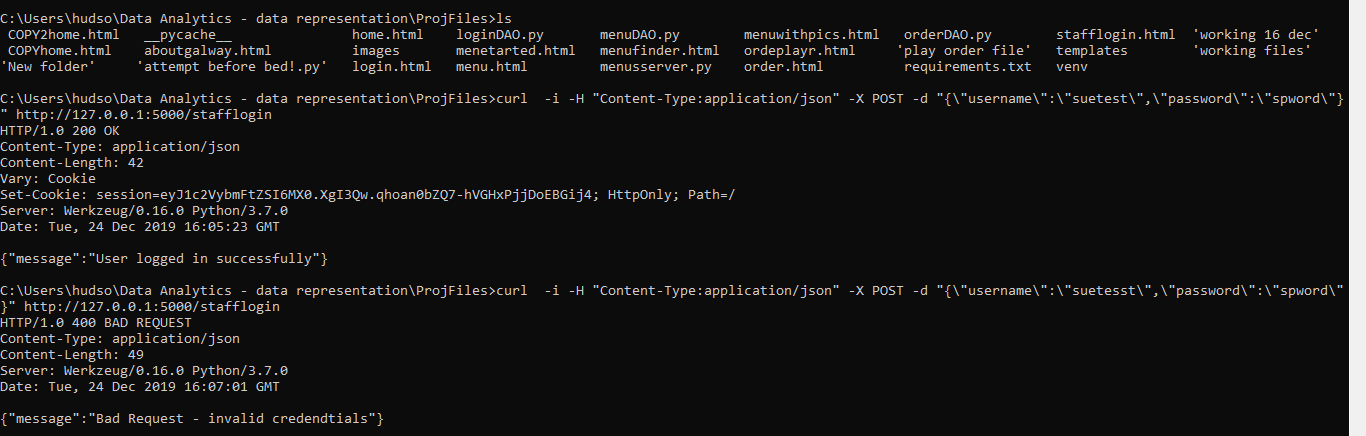 C:\Users\hudso\Data Analytics - data representation\ProjFiles>ls
COPY2home.html __pycache__ home.html loginDAO.py menuDAO.py menuwithpics.html orderDAO.py stafflogin.html 'working 16 dec'
COPYhome.html aboutgalway.html images menetarted.html menufinder.html ordeplayr.html 'play order file' templates 'working files'
'New folder' 'attempt before bed!.py' login.html menu.html menusserver.py order.html requirements.txt venv
C:\Users\hudso\Data Analytics - data representation\ProjFiles>curl  -i -H "Content-Type:application/json" -X POST -d "{\"username\":\"suetest\",\"password\":\"spword\"}
" http://127.0.0.1:5000/stafflogin
HTTP/1.0 200 OK
Content-Type: application/json
Content-Length: 42
Vary: Cookie
Set-Cookie: session=eyJ1c2VybmFtZSI6MX0.XgI3Qw.qhoan0bZQ7-hVGHxPjjDoEBGij4; HttpOnly; Path=/
Server: Werkzeug/0.16.0 Python/3.7.0
Date: Tue, 24 Dec 2019 16:05:23 GMT
{"message":"User logged in successfully"}
C:\Users\hudso\Data Analytics - data representation\ProjFiles>curl  -i -H "Content-Type:application/json" -X POST -d "{\"username\":\"suetesst\",\"password\":\"spword\"
}" http://127.0.0.1:5000/stafflogin
HTTP/1.0 400 BAD REQUEST
Content-Type: application/json
Content-Length: 49
Server: Werkzeug/0.16.0 Python/3.7.0
Date: Tue, 24 Dec 2019 16:07:01 GMT
{"message":"Bad Request - invalid credendtials"}